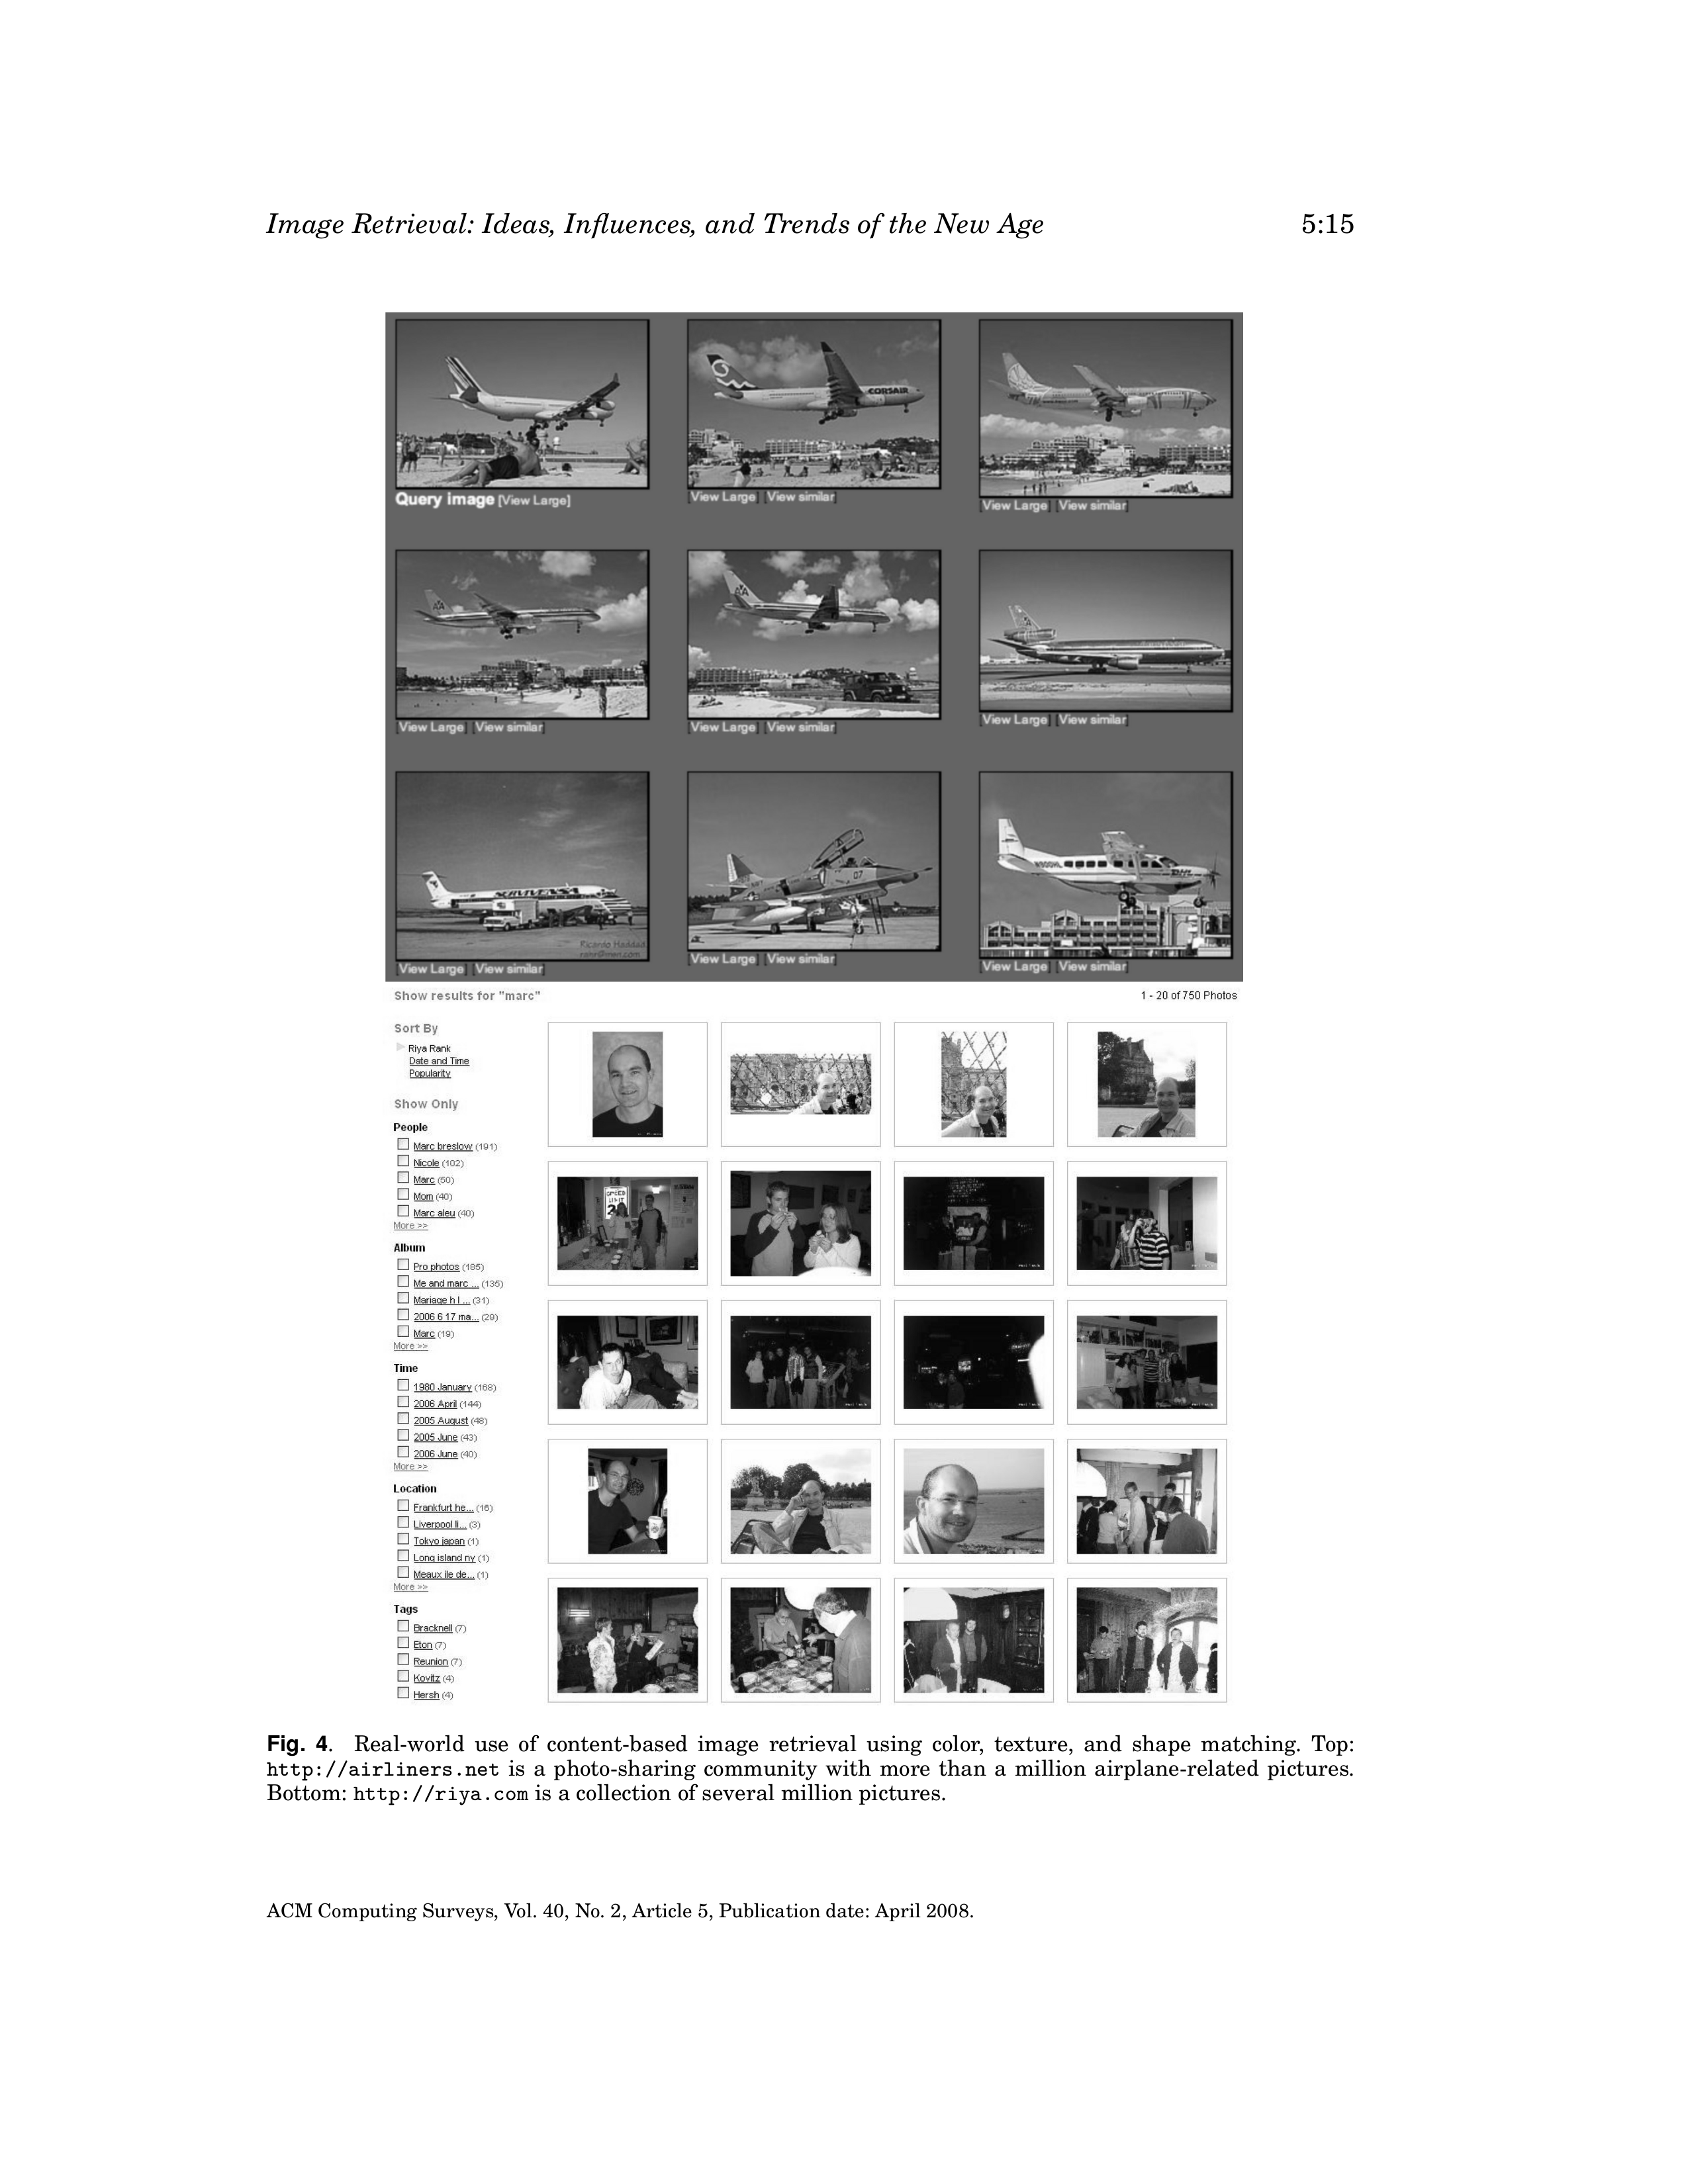 Image Retrieval: Ideas, Influences, and Trends of the New Age 5:15
CORSAIR
Query image [View Large]
[View Large] [View similar]
[View Large] [View similar]
AA
AA
[View Large] [View similar]
[View Large] [View similar]
[View Large] [View similar]
SERVIVENSA
07
Ricardo Haddad
[View Large] [View similar]
[View Large] [View similar]
[View Large] [View similar]
Show results for "marc" 1 - 20 of 750 Photos
Sort By
Riya Rank
Date and Time
Popularity
Show Only
People
Marc breslow (191)
Nicole (102)
Marc (50)
Mom (40)
Marc aleu (40)
More >>
Album
Pro photos (185)
Me and marc ... (135)
Mariage h l ... (31)
2006 6 17 ma... (29)
Marc (19)
More >>
Time
1980 January (168)
2006 April (144)
2005 August (48)
2005 June (43)
2006 June (40)
More >>
Location
Frankfurt he... (16)
Liverpool li... (3)
Tokyo japan (1)
Long island ny (1)
Meaux ile de... (1)
More >>
Tags
Bracknell (7)
Eton (7)
Reunion (7)
Kovitz (4)
Hersh (4)
SPEED
LIMIT
2
Fig. 4. Real-world use of content-based image retrieval using color, texture, and shape matching. Top:
http://airliners.net is a photo-sharing community with more than a million airplane-related pictures.
Bottom: http://riya.com is a collection of several million pictures.
ACM Computing Surveys, Vol. 40, No. 2, Article 5, Publication date: April 2008.